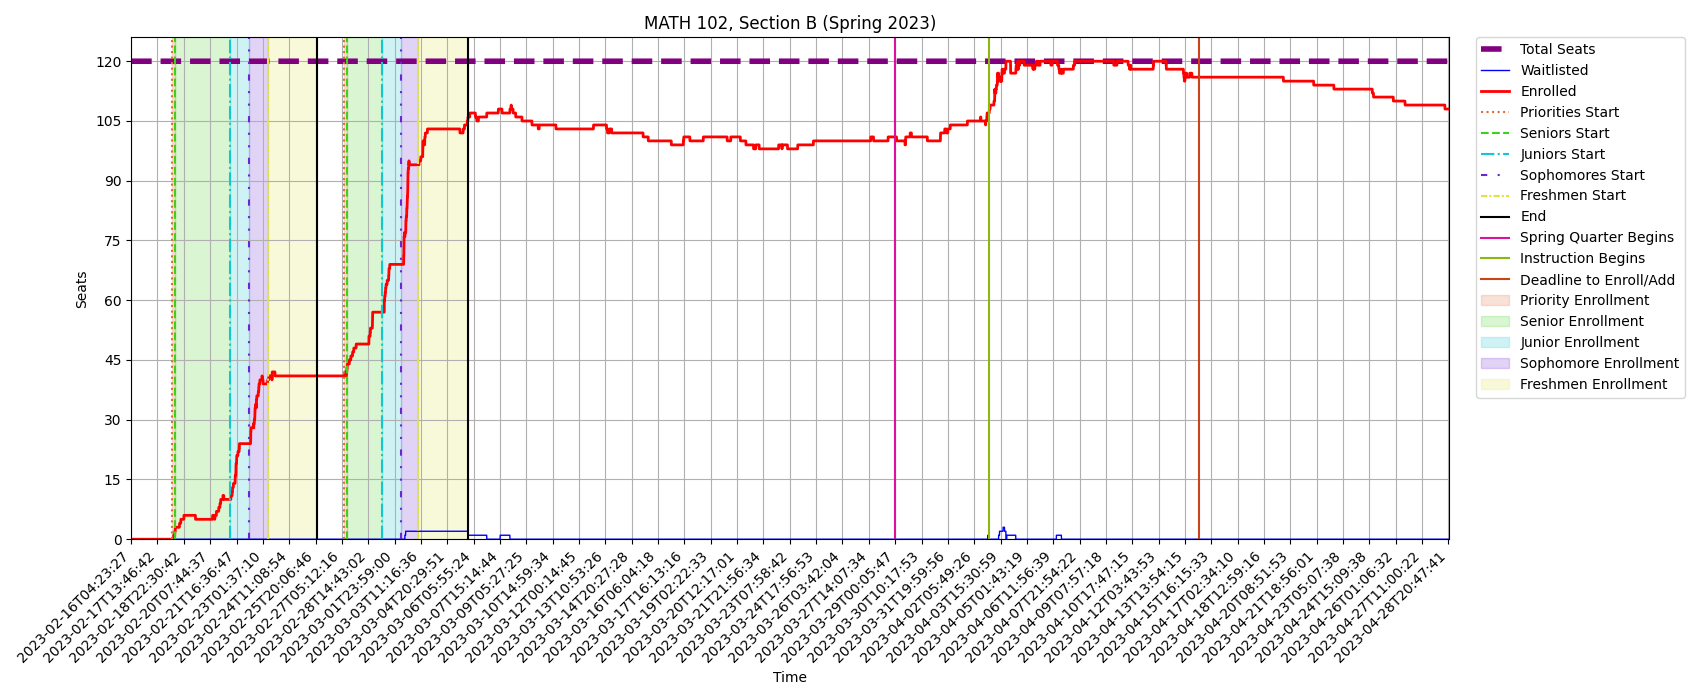 MATH 102, Section B (Spring 2023)
Seats
120
105
90
75
60
45
30
15
0
2023-02-16T04:23:27
2023-02-17T13:46:42
2023-02-18T22:30:42
2023-02-20T07:44:37
2023-02-21T16:36:47
2023-02-23T01:37:10
2023-02-24T11:08:54
2023-02-25T20:06:46
2023-02-27T05:12:16
2023-02-28T14:43:02
2023-03-01T23:59:00
2023-03-03T11:16:36
2023-03-04T20:29:51
2023-03-06T05:55:24
2023-03-07T15:14:44
2023-03-09T05:27:25
2023-03-10T14:59:34
2023-03-12T00:14:45
2023-03-13T10:53:26
2023-03-14T20:27:28
2023-03-16T06:04:18
2023-03-17T16:13:16
2023-03-19T02:22:33
2023-03-20T12:17:01
2023-03-21T21:56:34
2023-03-23T07:58:42
2023-03-24T17:56:53
2023-03-26T03:42:04
2023-03-27T14:07:34
2023-03-29T00:05:47
2023-03-30T10:17:53
2023-03-31T19:59:56
2023-04-02T05:49:26
2023-04-03T15:30:59
2023-04-05T01:43:19
2023-04-06T11:56:39
2023-04-07T21:54:22
2023-04-09T07:57:18
2023-04-10T17:47:15
2023-04-12T03:43:53
2023-04-13T13:54:15
2023-04-15T16:15:33
2023-04-17T02:34:10
2023-04-18T12:59:16
2023-04-20T08:51:53
2023-04-21T18:56:01
2023-04-23T05:07:38
2023-04-24T15:09:38
2023-04-26T01:06:32
2023-04-27T11:00:22
2023-04-28T20:47:41
Time
Total Seats
Waitlisted
Enrolled
Priorities Start
Seniors Start
Juniors Start
Sophomores Start
Freshmen Start
End
Spring Quarter Begins
Instruction Begins
Deadline to Enroll/Add
Priority Enrollment
Senior Enrollment
Junior Enrollment
Sophomore Enrollment
Freshmen Enrollment